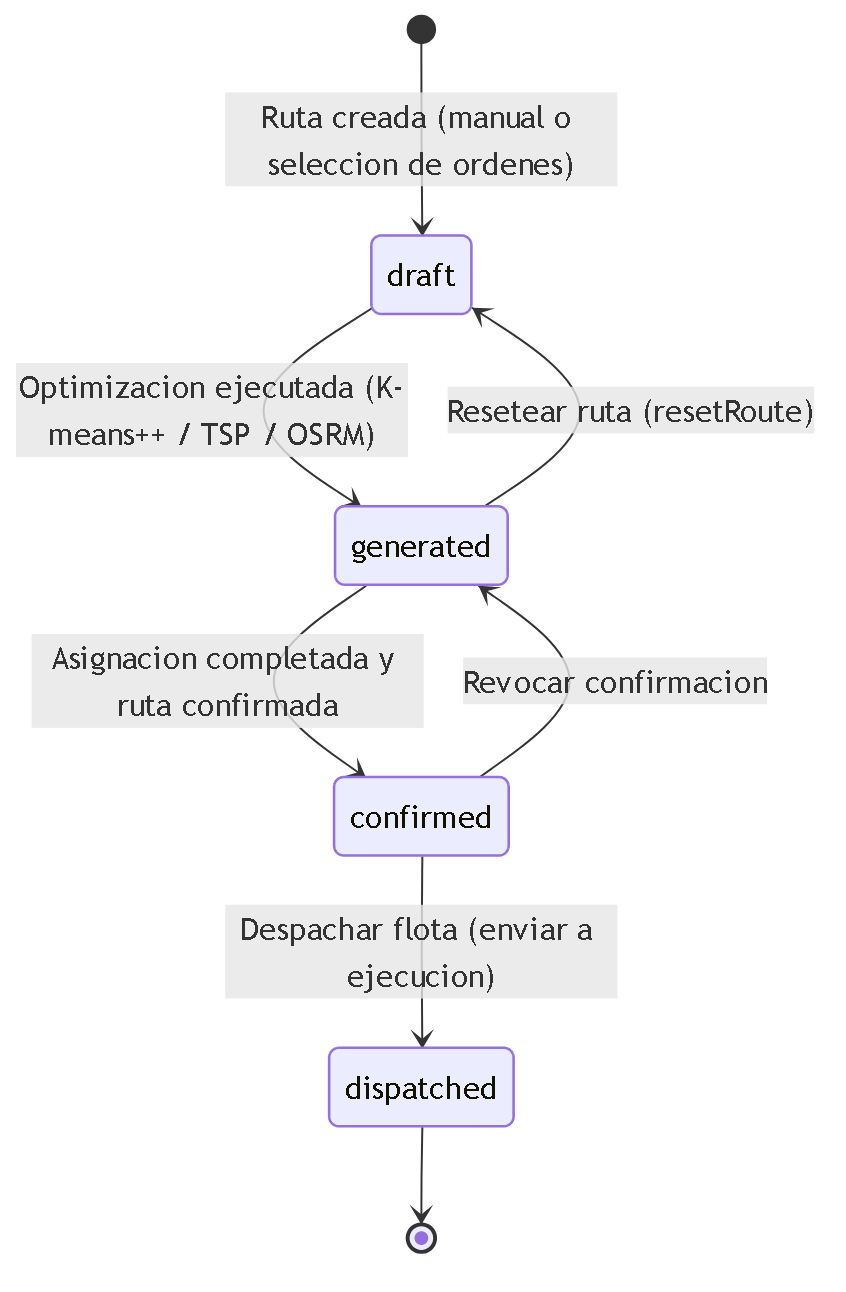 Ruta creada (manual o
seleccion de ordenes)
draft
Optimizacion ejecutada (K-
means++ / TSP / OSRM)
Resetear ruta (resetRoute)
generated
Asignacion completada y
ruta confirmada
Revocar confirmacion
confirmed
Despachar flota (enviar a
ejecucion)
dispatched